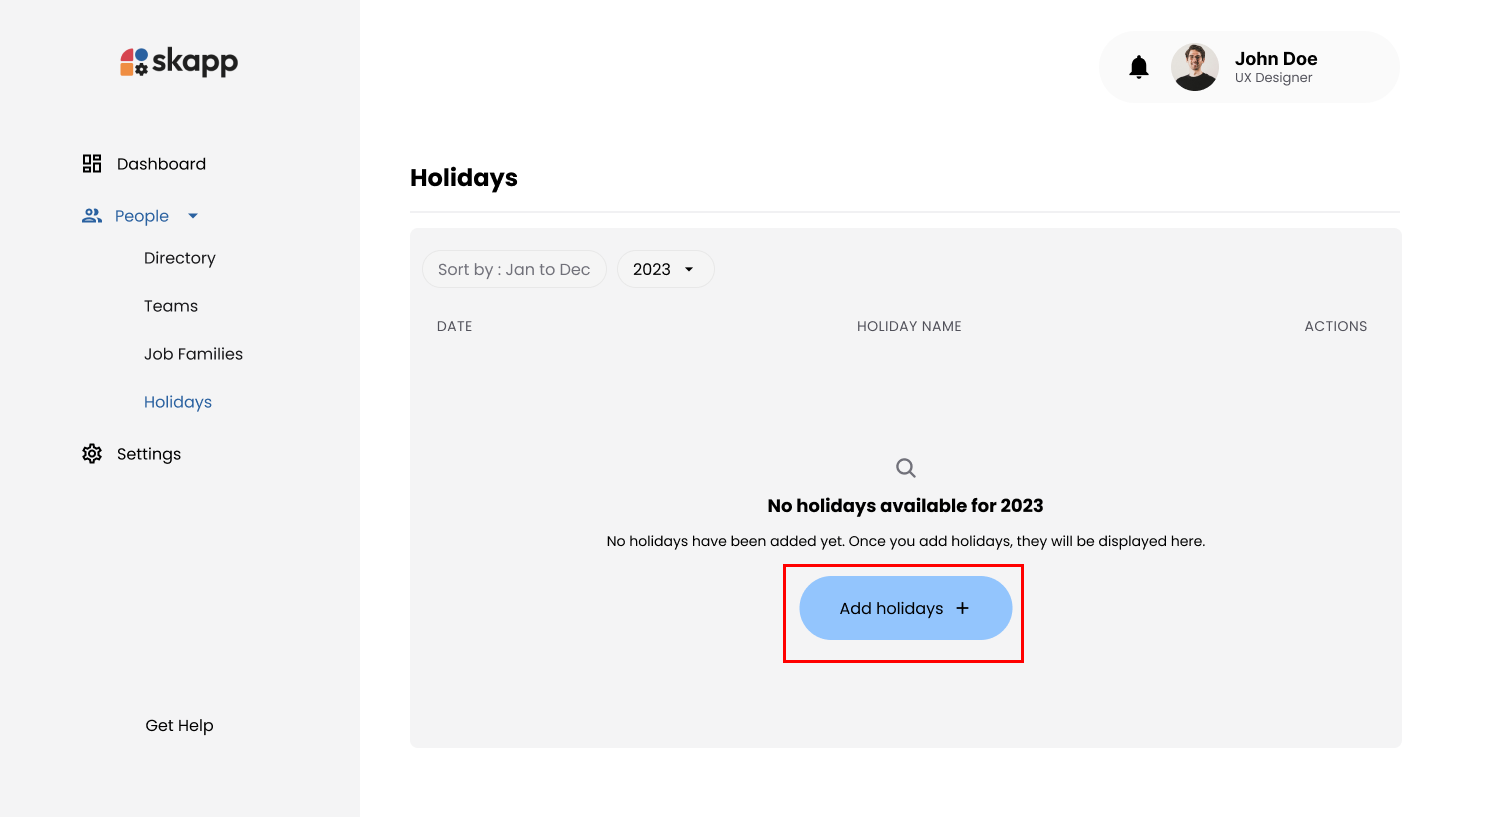 skapp
John Doe
UX Designer
Dashboard
People
Directory
Teams
Job Families
Holidays
Settings
Get Help
Holidays
Sort by : Jan to Dec
2023
DATE HOLIDAY NAME ACTIONS
No holidays available for 2023
No holidays have been added yet. Once you add holidays, they will be displayed here.
Add holidays +